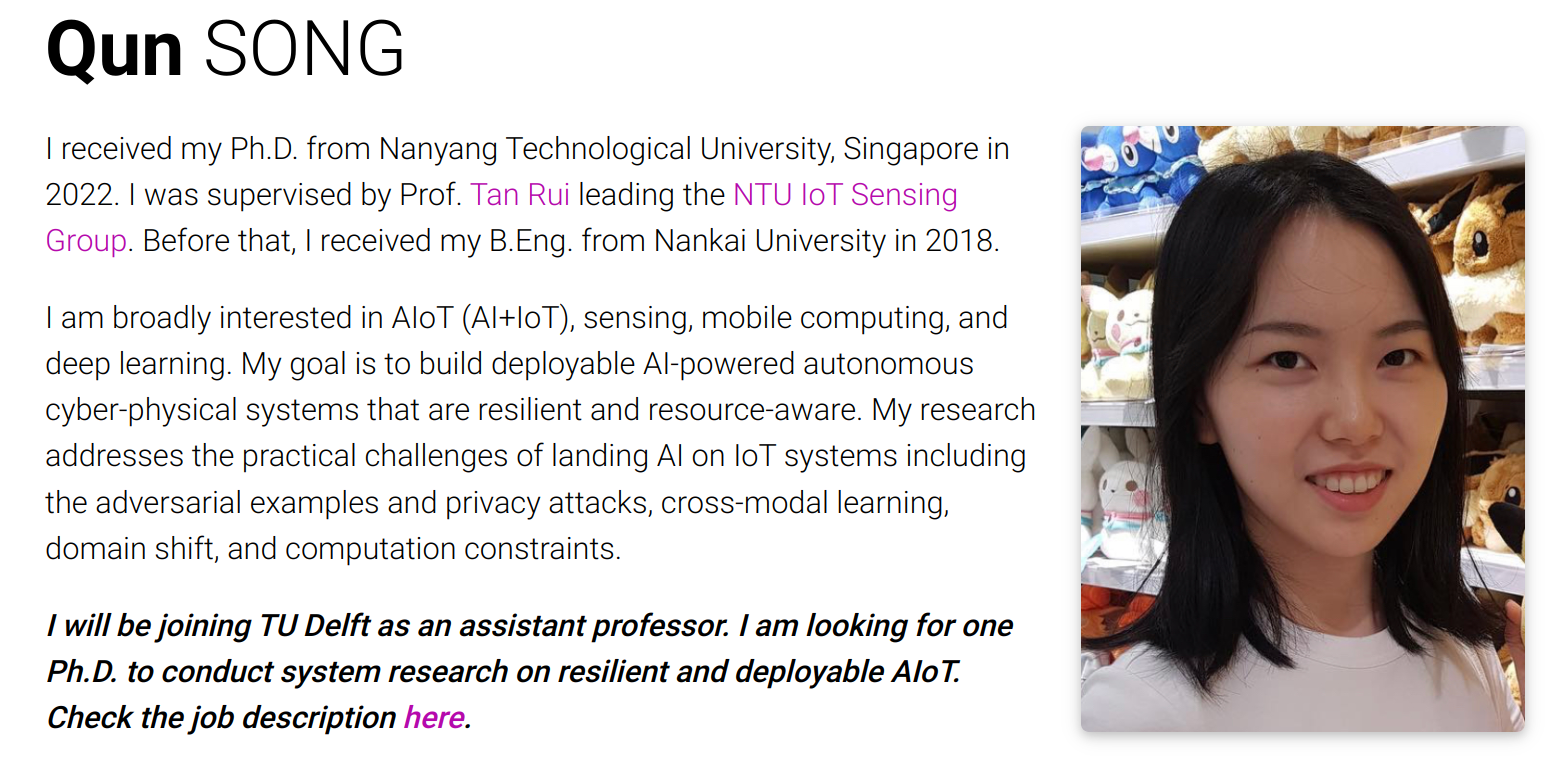 Qun SONG
I received my Ph.D. from Nanyang Technological University, Singapore in
2022. I was supervised by Prof. Tan Rui leading the NTU IoT Sensing
Group. Before that, I received my B.Eng. from Nankai University in 2018.
I am broadly interested in AIoT (AI+IoT), sensing, mobile computing, and
deep learning. My goal is to build deployable AI-powered autonomous
cyber-physical systems that are resilient and resource-aware. My research
addresses the practical challenges of landing AI on IoT systems including
the adversarial examples and privacy attacks, cross-modal learning,
domain shift, and computation constraints.
I will be joining TU Delft as an assistant professor. I am looking for one
Ph.D. to conduct system research on resilient and deployable AIoT.
Check the job description here.